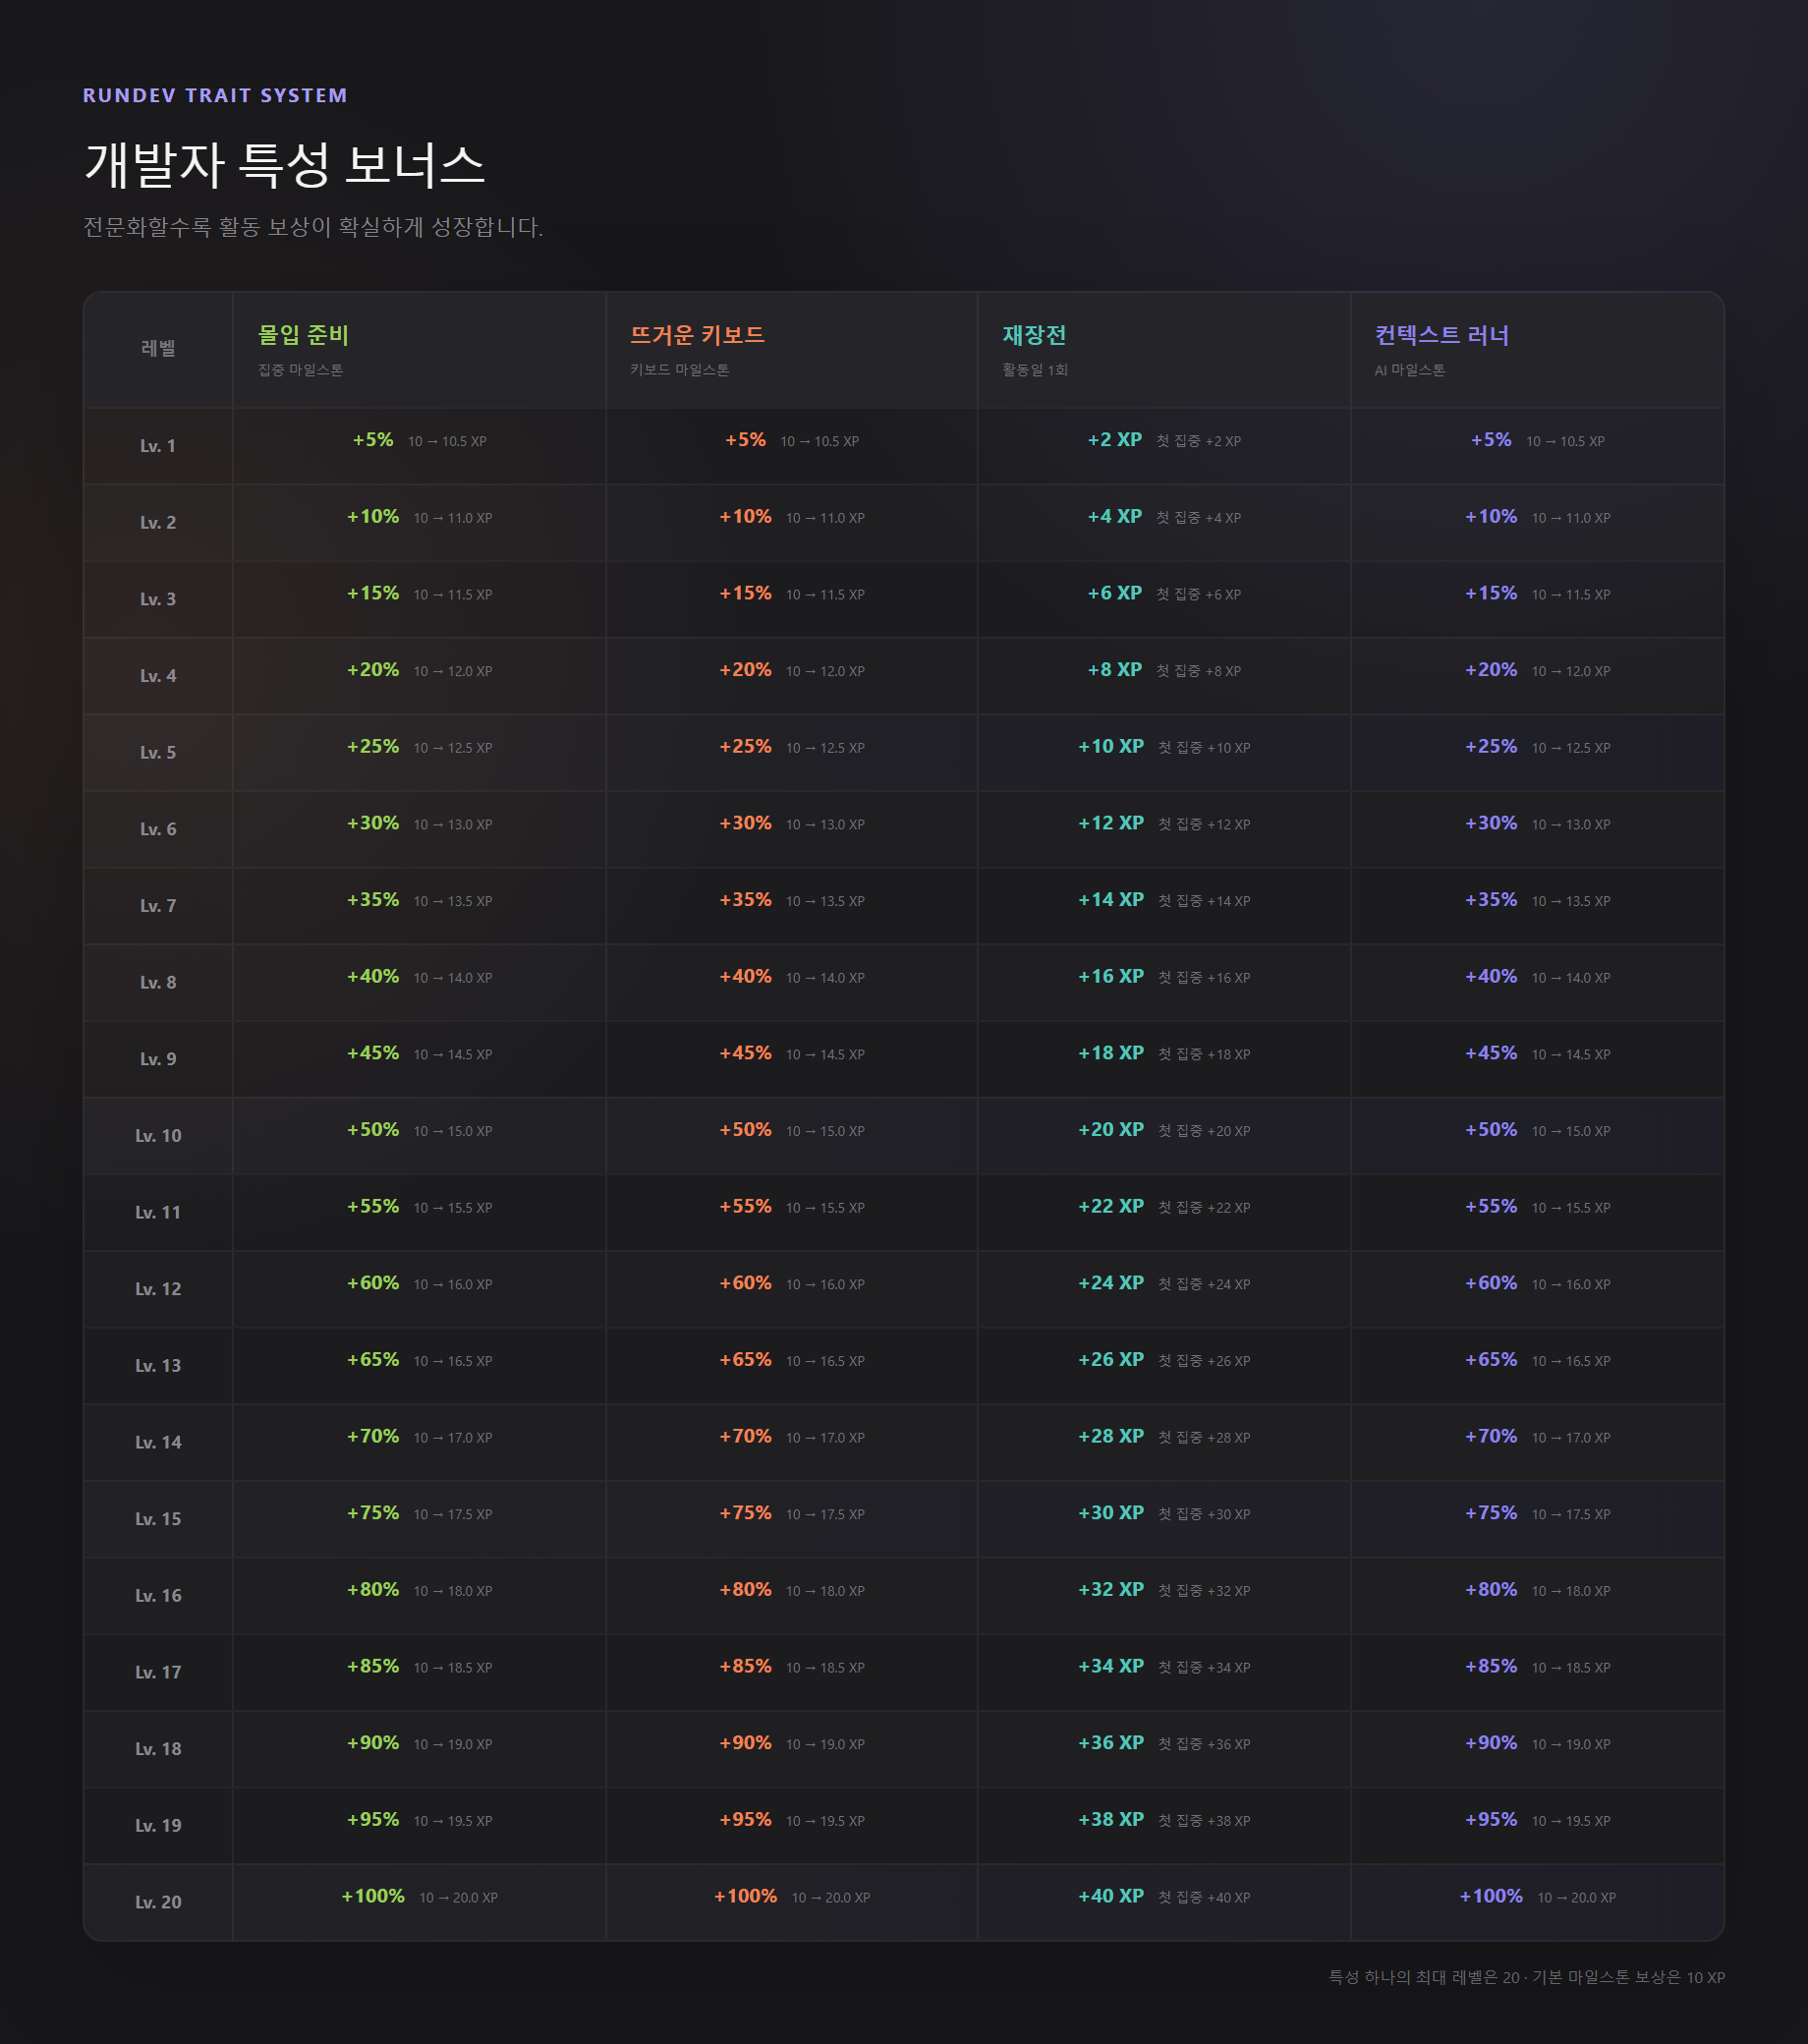 RUNDEV TRAIT SYSTEM
개발자 특성 보너스
전문화할수록 활동 보상이 확실하게 성장합니다.
레벨 몰입 준비 뜨거운 키보드 재장전 컨텍스트 러너
집중 마일스톤 키보드 마일스톤 활동일 1회 AI 마일스톤
Lv. 1 +5% 10 → 10.5 XP +5% 10 → 10.5 XP +2 XP 첫 집중 +2 XP +5% 10 → 10.5 XP
Lv. 2 +10% 10 → 11.0 XP +10% 10 → 11.0 XP +4 XP 첫 집중 +4 XP +10% 10 → 11.0 XP
Lv. 3 +15% 10 → 11.5 XP +15% 10 → 11.5 XP +6 XP 첫 집중 +6 XP +15% 10 → 11.5 XP
Lv. 4 +20% 10 → 12.0 XP +20% 10 → 12.0 XP +8 XP 첫 집중 +8 XP +20% 10 → 12.0 XP
Lv. 5 +25% 10 → 12.5 XP +25% 10 → 12.5 XP +10 XP 첫 집중 +10 XP +25% 10 → 12.5 XP
Lv. 6 +30% 10 → 13.0 XP +30% 10 → 13.0 XP +12 XP 첫 집중 +12 XP +30% 10 → 13.0 XP
Lv. 7 +35% 10 → 13.5 XP +35% 10 → 13.5 XP +14 XP 첫 집중 +14 XP +35% 10 → 13.5 XP
Lv. 8 +40% 10 → 14.0 XP +40% 10 → 14.0 XP +16 XP 첫 집중 +16 XP +40% 10 → 14.0 XP
Lv. 9 +45% 10 → 14.5 XP +45% 10 → 14.5 XP +18 XP 첫 집중 +18 XP +45% 10 → 14.5 XP
Lv. 10 +50% 10 → 15.0 XP +50% 10 → 15.0 XP +20 XP 첫 집중 +20 XP +50% 10 → 15.0 XP
Lv. 11 +55% 10 → 15.5 XP +55% 10 → 15.5 XP +22 XP 첫 집중 +22 XP +55% 10 → 15.5 XP
Lv. 12 +60% 10 → 16.0 XP +60% 10 → 16.0 XP +24 XP 첫 집중 +24 XP +60% 10 → 16.0 XP
Lv. 13 +65% 10 → 16.5 XP +65% 10 → 16.5 XP +26 XP 첫 집중 +26 XP +65% 10 → 16.5 XP
Lv. 14 +70% 10 → 17.0 XP +70% 10 → 17.0 XP +28 XP 첫 집중 +28 XP +70% 10 → 17.0 XP
Lv. 15 +75% 10 → 17.5 XP +75% 10 → 17.5 XP +30 XP 첫 집중 +30 XP +75% 10 → 17.5 XP
Lv. 16 +80% 10 → 18.0 XP +80% 10 → 18.0 XP +32 XP 첫 집중 +32 XP +80% 10 → 18.0 XP
Lv. 17 +85% 10 → 18.5 XP +85% 10 → 18.5 XP +34 XP 첫 집중 +34 XP +85% 10 → 18.5 XP
Lv. 18 +90% 10 → 19.0 XP +90% 10 → 19.0 XP +36 XP 첫 집중 +36 XP +90% 10 → 19.0 XP
Lv. 19 +95% 10 → 19.5 XP +95% 10 → 19.5 XP +38 XP 첫 집중 +38 XP +95% 10 → 19.5 XP
Lv. 20 +100% 10 → 20.0 XP +100% 10 → 20.0 XP +40 XP 첫 집중 +40 XP +100% 10 → 20.0 XP
특성 하나의 최대 레벨은 20 · 기본 마일스톤 보상은 10 XP